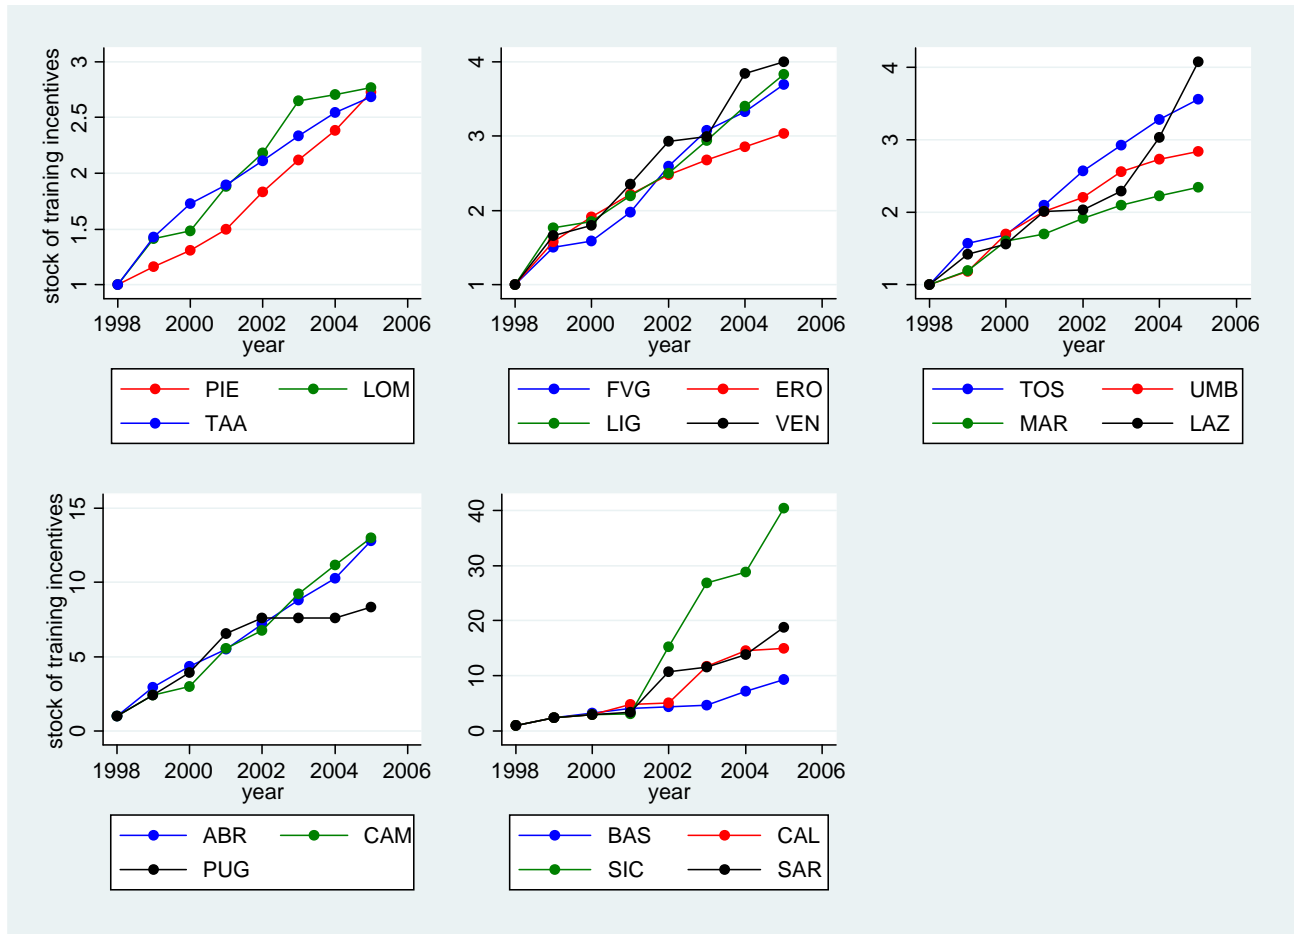 stock of training incentives
3
2.5
2
1.5
1
1998 2000 2002 2004 2006
year
PIE LOM
TAA
4
3
2
1
1998 2000 2002 2004 2006
year
FVG ERO
LIG VEN
4
3
2
1
1998 2000 2002 2004 2006
year
TOS UMB
MAR LAZ
stock of training incentives
15
10
5
0
1998 2000 2002 2004 2006
year
ABR CAM
PUG
40
30
20
10
0
1998 2000 2002 2004 2006
year
BAS CAL
SIC SAR